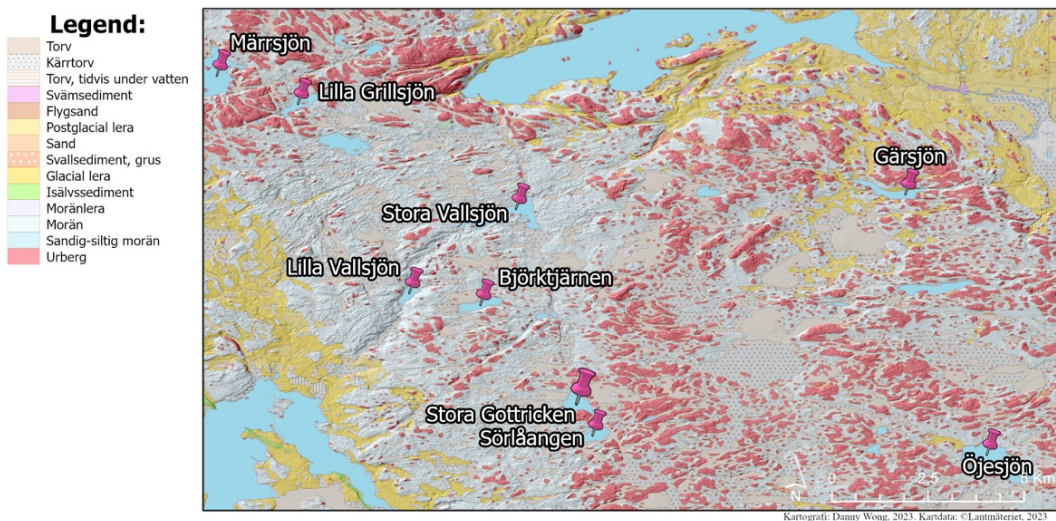 Legend:
Torv
Kärrtorv
Torv, tidvis under vatten
Svämsediment
Flygsand
Postglacial lera
Sand
Svallsediment, grus
Glacial lera
Isälvssediment
Moränlera
Morän
Sandig-siltig morän
Urberg
Märrsjön
Lilla Grillsjön
Gärsjön
Stora Vallsjön
Lilla Vallsjön
Björktjärnen
Stora Gottricken
Sörlåangen
Öjesjön
N
0 2,5 5 Km
Kartografi: Danny Wong, 2023. Kartdata: ©Lantmäteriet, 2023